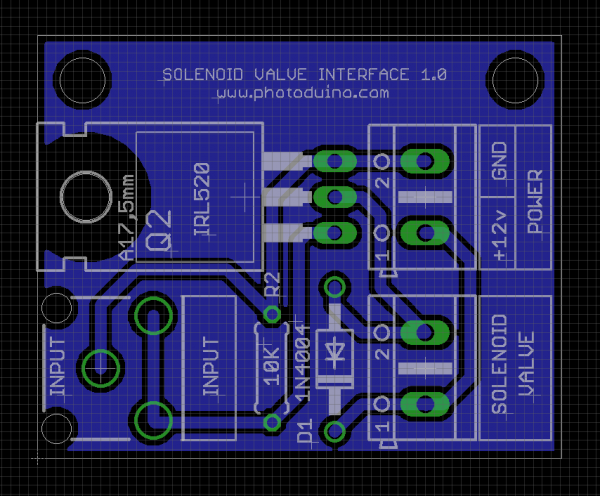 SOLENOID VALVE INTERFACE 1.0
www.photoduino.com
A17,5mm
Q2
IRL520
2
1
GND
+12v
POWER
R2
INPUT
INPUT
10K
1N4004
D1
2
1
SOLENOID
VALVE